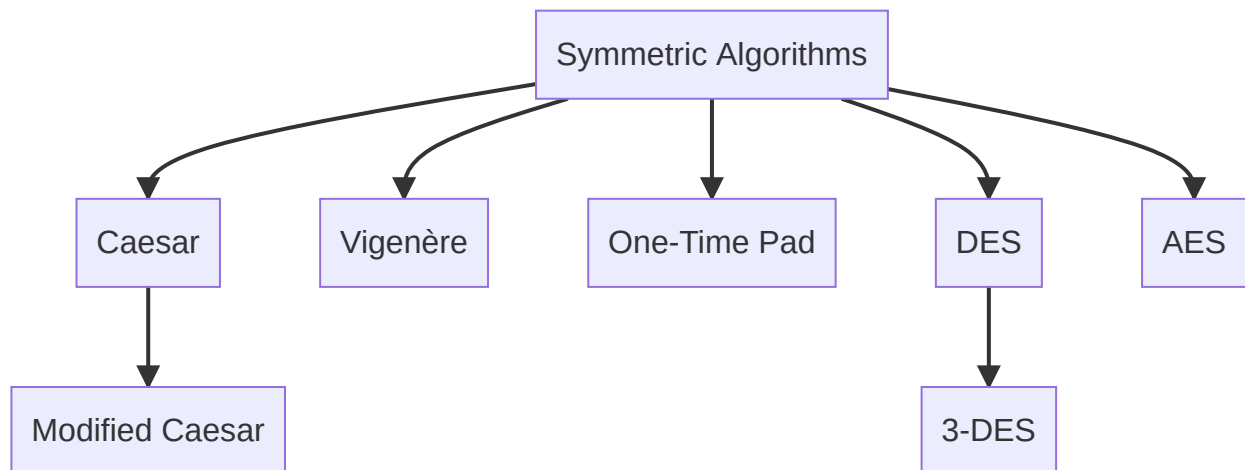 Symmetric Algorithms
Caesar
Vigenère
One-Time Pad
DES
AES
Modified Caesar
3-DES